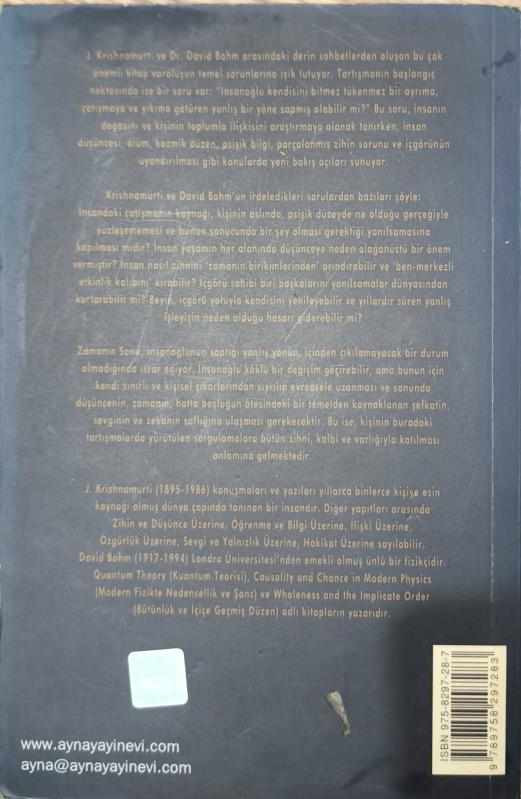 J. Krishnamurti ve Dr. David Bohm arasındaki derin sohbetlerden oluşan bu çok
önemli kitap varoluşun temel sorunlarına ışık tutuyor. Tartışmanın başlangıç
noktasında ise bir soru var: "İnsanoğlu kendisini bitmez tükenmez bir ayrıma,
çatışmaya ve yıkıma götüren yanlış bir yöne sapmış olabilir mi?" Bu soru, insanın
doğasını ve kişinin toplumla ilişkisini araştırmaya olanak tanırken, insan
düşüncesi, ölüm, kozmik düzen, psişik bilgi, parçalanmış zihin sorunu ve içgörünün
uyandırılması gibi konularda yeni bakış açıları sunuyor.
Krishnamurti ve David Bohm'un irdeledikleri sorulardan bazıları şöyle:
İnsandaki çatışmanın kaynağı, kişinin aslında, psişik düzeyde ne olduğu gerçeğiyle
yüzleşememesi ve bunun sonucunda bir şey olması gerektiği yanılsamasına
kapılması mıdır? İnsan yaşamın her alanında düşünceye neden olağanüstü bir önem
vermiştir? İnsan nasıl zihnini 'zamanın birikimlerinden' arındırabilir ve 'ben-merkezli
etkinlik kalıbını' kırabilir? İçgörü sahibi biri başkalarını yanılsamalar dünyasından
kurtarabilir mi? Beyin, içgörü yoluyla kendisini yenileyebilir ve yıllardır süren yanlış
işleyişin neden olduğu hasarı giderebilir mi?
Zamanın Sonu, insanoğlunun saptığı yanlış yönün, içinden çıkılamayacak bir durum
olmadığında ısrar ediyor. İnsanoğlu köklü bir değişim geçirebilir, ama bunun için
kendi sınırlı ve kişisel çıkarlarından sıyrılıp evrensele uzanması ve sonunda
düşüncenin, zamanın, hatta boşluğun ötesindeki bir temelden kaynaklanan şefkatin,
sevginin ve zekanın saflığına ulaşması gerekecektir. Bu ise, kişinin buradaki
tartışmalarda yürütülen sorgulamalara bütün zihni, kalbi ve varlığıyla katılması
anlamına gelmektedir.
J. Krishnamurti (1895-1986) konuşmaları ve yazıları yıllarca binlerce kişiye esin
kaynağı olmuş dünya çapında tanınan bir insandır. Diğer yapıtları arasında
Zihin ve Düşünce Üzerine, Öğrenme ve Bilgi Üzerine, İlişki Üzerine,
Özgürlük Üzerine, Sevgi ve Yalnızlık Üzerine, Hakikat Üzerine sayılabilir.
David Bohm (1917-1994) Londra Üniversitesi'nden emekli olmuş ünlü bir fizikçidir.
Quantum Theory (Kuantum Teorisi), Causality and Chance in Modern Physics
(Modern Fizikte Nedensellik ve Şans) ve Wholeness and the Implicate Order
(Bütünlük ve İçiçe Geçmiş Düzen) adlı kitapların yazarıdır.
www.aynayayinevi.com
ayna@aynayayinevi.com
ISBN 975-8297-28-7
9 789758 297283